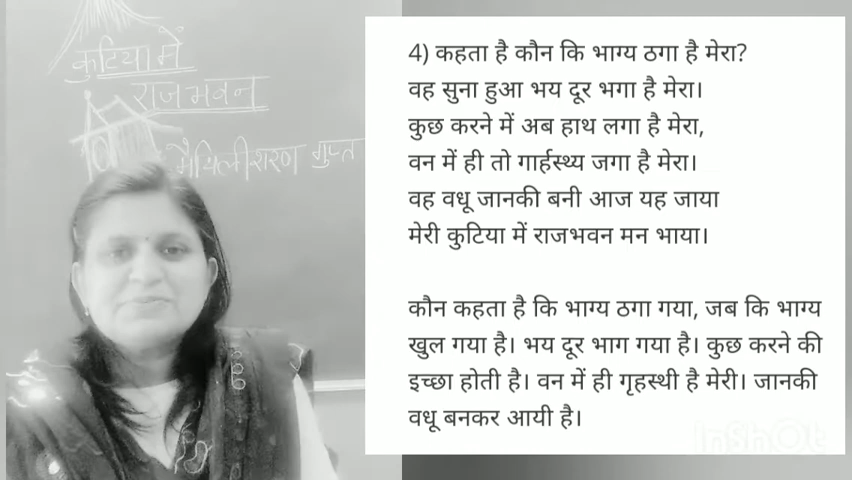 कुटिया में
राजभवन
मैथिलीशरण गुप्त
4) कहता है कौन कि भाग्य ठगा है मेरा?
वह सुना हुआ भय दूर भगा है मेरा।
कुछ करने में अब हाथ लगा है मेरा,
वन में ही तो गार्हस्थ्य जगा है मेरा।
वह वधू जानकी बनी आज यह जाया
मेरी कुटिया में राजभवन मन भाया।
कौन कहता है कि भाग्य ठगा गया, जब कि भाग्य
खुल गया है। भय दूर भाग गया है। कुछ करने की
इच्छा होती है। वन में ही गृहस्थी है मेरी। जानकी
वधू बनकर आयी है।
InShOt